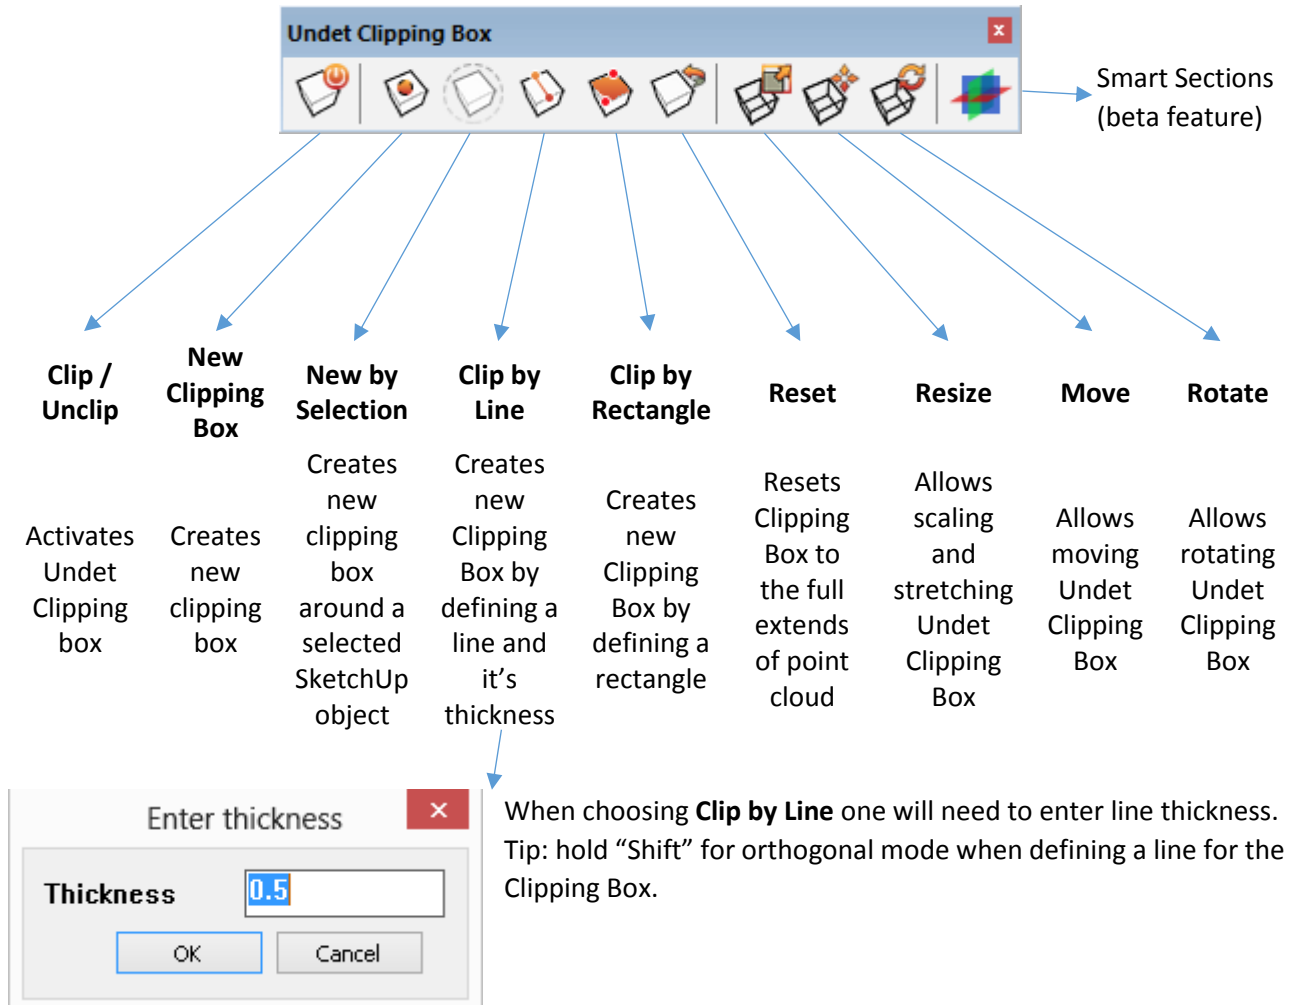 Undet Clipping Box
Smart Sections
(beta feature)
Clip /
Unclip
New
Clipping
Box
New by
Selection
Clip by
Line
Clip by
Rectangle
Reset
Resize
Move
Rotate
Activates
Undet
Clipping
box
Creates
new
clipping
box
Creates
new
clipping
box
around a
selected
SketchUp
object
Creates
new
Clipping
Box by
defining a
line and
it's
thickness
Creates
new
Clipping
Box by
defining a
rectangle
Resets
Clipping
Box to
the full
extends
of point
cloud
Allows
scaling
and
stretching
Undet
Clipping
Box
Allows
moving
Undet
Clipping
Box
Allows
rotating
Undet
Clipping
Box
Enter thickness
Thickness
0.5
OK
Cancel
When choosing Clip by Line one will need to enter line thickness.
Tip: hold “Shift” for orthogonal mode when defining a line for the
Clipping Box.